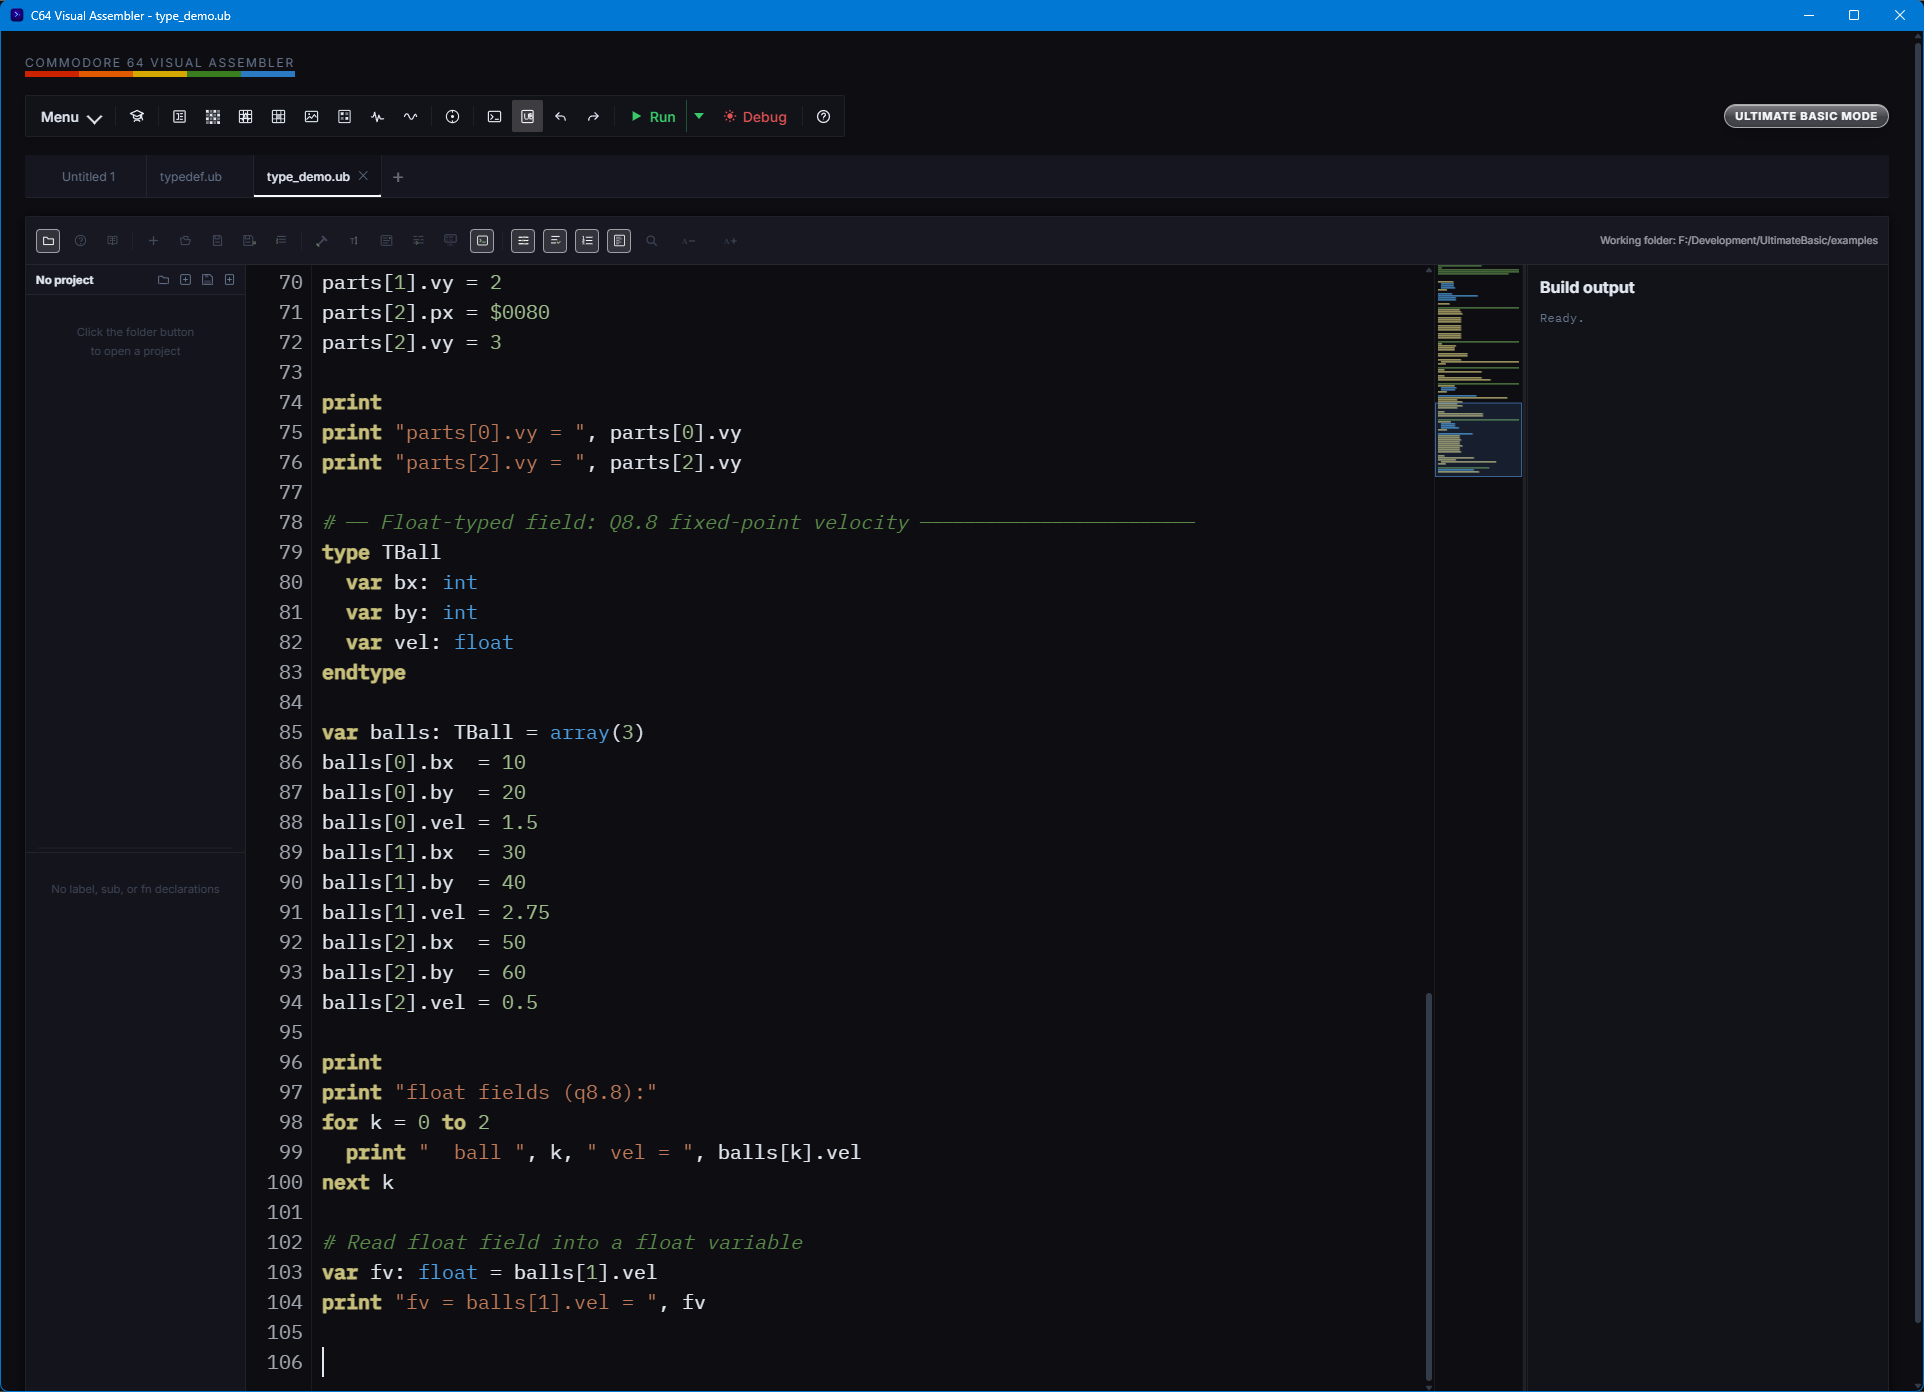 C64 Visual Assembler - type_demo.ub
COMMODORE 64 VISUAL ASSEMBLER
Menu Run Debug
ULTIMATE BASIC MODE
Untitled 1 typedef.ub type_demo.ub
Working folder: F:/Development/UltimateBasic/examples
No project
Click the folder button
to open a project
No label, sub, or fn declarations
70 parts[1].vy = 2
71 parts[2].px = $0080
72 parts[2].vy = 3
73
74 print
75 print "parts[0].vy = ", parts[0].vy
76 print "parts[2].vy = ", parts[2].vy
77
78 # ── Float-typed field: Q8.8 fixed-point velocity ───────────────────────
79 type TBall
80   var bx: int
81   var by: int
82   var vel: float
83 endtype
84
85 var balls: TBall = array(3)
86 balls[0].bx  = 10
87 balls[0].by  = 20
88 balls[0].vel = 1.5
89 balls[1].bx  = 30
90 balls[1].by  = 40
91 balls[1].vel = 2.75
92 balls[2].bx  = 50
93 balls[2].by  = 60
94 balls[2].vel = 0.5
95
96 print
97 print "float fields (q8.8):"
98 for k = 0 to 2
99   print "  ball ", k, " vel = ", balls[k].vel
100 next k
101
102 # Read float field into a float variable
103 var fv: float = balls[1].vel
104 print "fv = balls[1].vel = ", fv
105
106
Build output
Ready.